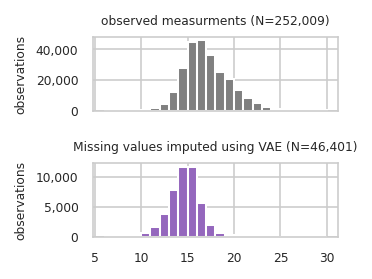 observed measurments (N=252,009)
40,000
20,000
0
observations
Missing values imputed using VAE (N=46,401)
10,000
5,000
0
observations
5 10 15 20 25 30